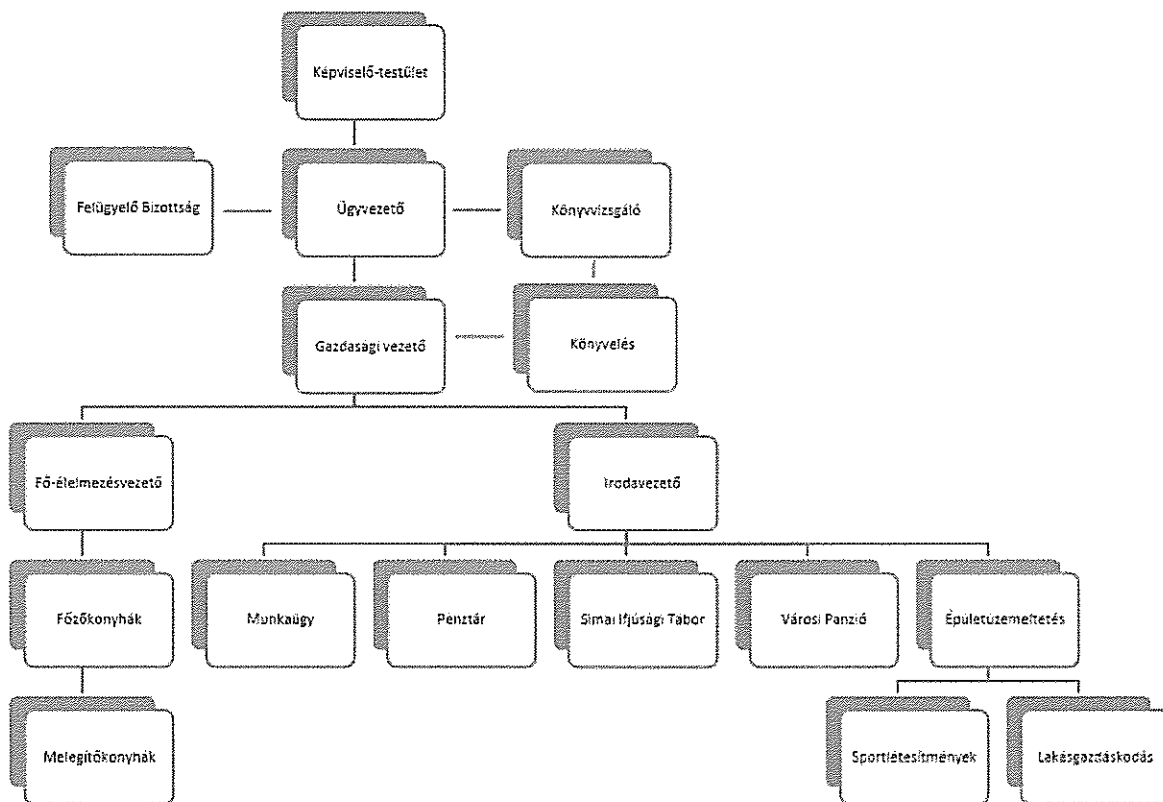 Képviselő-testület
Felügyelő Bizottság
Ügyvezető
Könyvvizsgáló
Gazdasági vezető
Könyvelés
Fő-élelmezésvezető
Irodavezető
Főzőkonyhák
Munkaügy
Pénztár
Simai Ifjúsági Tábor
Városi Panzió
Épületüzemeltetés
Melegítőkonyhák
Sportlétesítmények
Lakásgazdáskodás